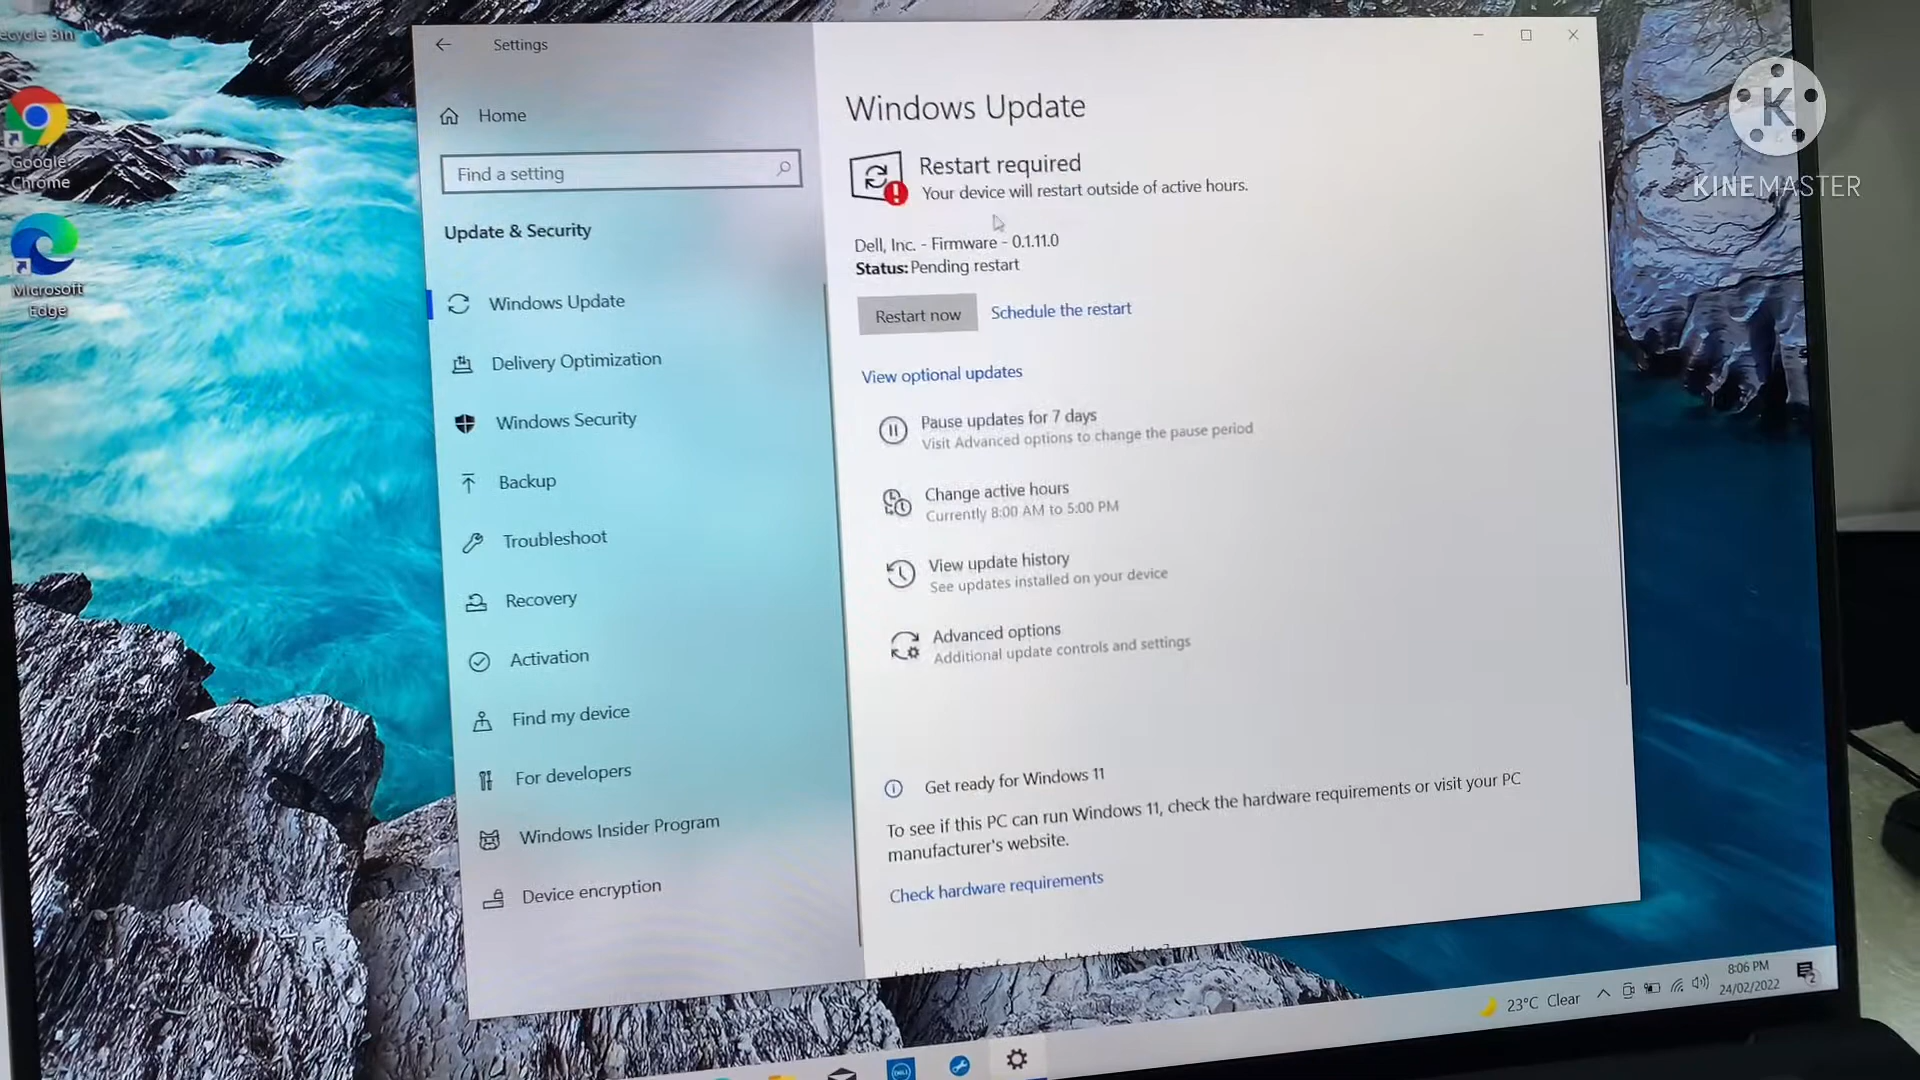 ecycle Bin
Google
Chrome
Microsoft
Edge
Settings
Home
Find a setting
Update & Security
Windows Update
Delivery Optimization
Windows Security
Backup
Troubleshoot
Recovery
Activation
Find my device
For developers
Windows Insider Program
Device encryption
Windows Update
Restart required
Your device will restart outside of active hours.
Dell, Inc. - Firmware - 0.1.11.0
Status: Pending restart
Restart now
Schedule the restart
View optional updates
Pause updates for 7 days
Visit Advanced options to change the pause period
Change active hours
Currently 8:00 AM to 5:00 PM
View update history
See updates installed on your device
Advanced options
Additional update controls and settings
Get ready for Windows 11
To see if this PC can run Windows 11, check the hardware requirements or visit your PC
manufacturer's website.
Check hardware requirements
K
KINEMASTER
23°C Clear
8:06 PM
24/02/2022
2
DELL